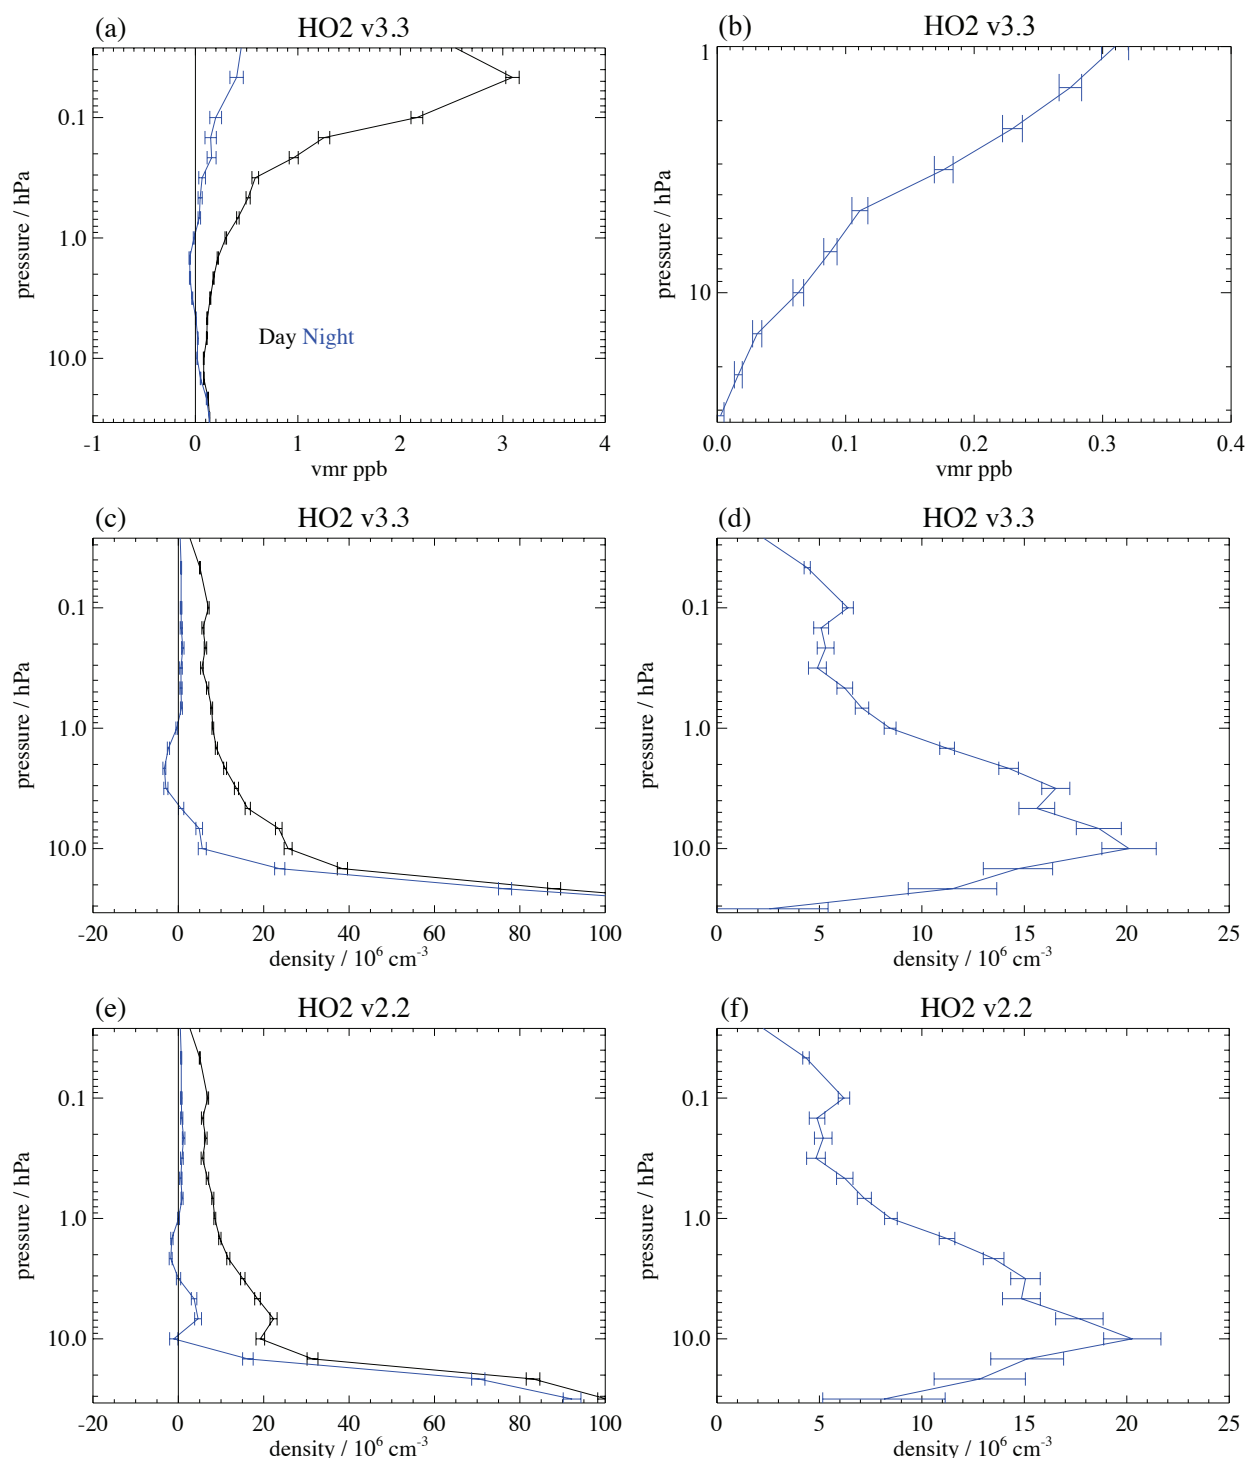 (a) HO2 v3.3
pressure / hPa
0.1
1.0
10.0
Day Night
-1 0 1 2 3 4
vmr ppb
(b) HO2 v3.3
pressure / hPa
1
10
0.0 0.1 0.2 0.3 0.4
vmr ppb
(c) HO2 v3.3
pressure / hPa
0.1
1.0
10.0
-20 0 20 40 60 80 100
density / 10⁶ cm⁻³
(d) HO2 v3.3
pressure / hPa
0.1
1.0
10.0
0 5 10 15 20 25
density / 10⁶ cm⁻³
(e) HO2 v2.2
pressure / hPa
0.1
1.0
10.0
-20 0 20 40 60 80 100
density / 10⁶ cm⁻³
(f) HO2 v2.2
pressure / hPa
0.1
1.0
10.0
0 5 10 15 20 25
density / 10⁶ cm⁻³